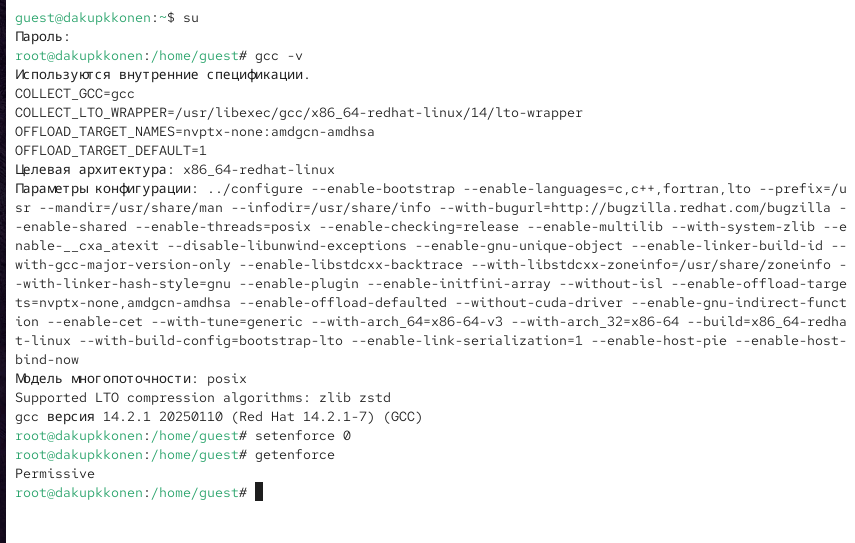 guest@dakupkkonen:~$ su
Пароль:
root@dakupkkonen:/home/guest# gcc -v
Используются внутренние спецификации.
COLLECT_GCC=gcc
COLLECT_LTO_WRAPPER=/usr/libexec/gcc/x86_64-redhat-linux/14/lto-wrapper
OFFLOAD_TARGET_NAMES=nvptx-none:amdgcn-amdhsa
OFFLOAD_TARGET_DEFAULT=1
Целевая архитектура: x86_64-redhat-linux
Параметры конфигурации: ../configure --enable-bootstrap --enable-languages=c,c++,fortran,lto --prefix=/u
sr --mandir=/usr/share/man --infodir=/usr/share/info --with-bugurl=http://bugzilla.redhat.com/bugzilla -
-enable-shared --enable-threads=posix --enable-checking=release --enable-multilib --with-system-zlib --e
nable-__cxa_atexit --disable-libunwind-exceptions --enable-gnu-unique-object --enable-linker-build-id --
with-gcc-major-version-only --enable-libstdcxx-backtrace --with-libstdcxx-zoneinfo=/usr/share/zoneinfo -
-with-linker-hash-style=gnu --enable-plugin --enable-initfini-array --without-isl --enable-offload-targe
ts=nvptx-none,amdgcn-amdhsa --enable-offload-defaulted --without-cuda-driver --enable-gnu-indirect-funct
ion --enable-cet --with-tune=generic --with-arch_64=x86-64-v3 --with-arch_32=x86-64 --build=x86_64-redha
t-linux --with-build-config=bootstrap-lto --enable-link-serialization=1 --enable-host-pie --enable-host-
bind-now
Модель многопоточности: posix
Supported LTO compression algorithms: zlib zstd
gcc версия 14.2.1 20250110 (Red Hat 14.2.1-7) (GCC)
root@dakupkkonen:/home/guest# setenforce 0
root@dakupkkonen:/home/guest# getenforce
Permissive
root@dakupkkonen:/home/guest#